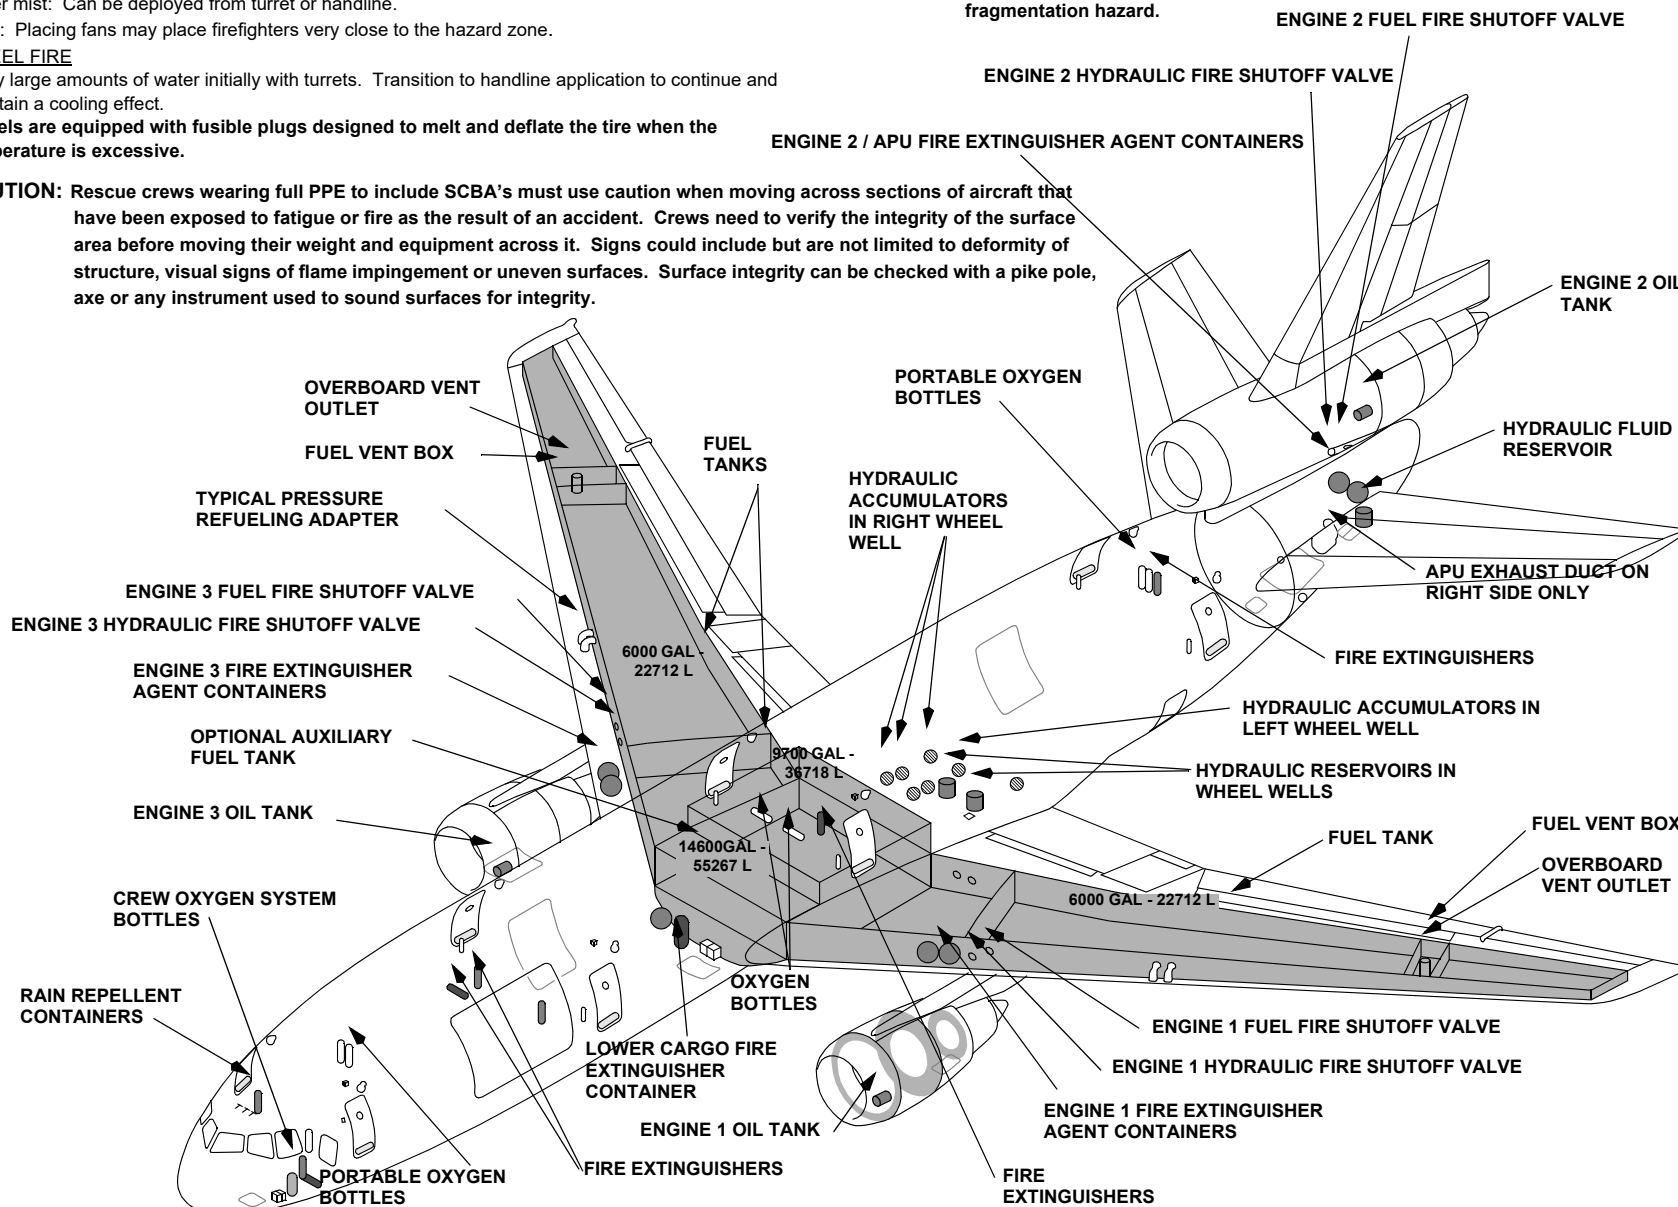 er mist: Can be deployed from turret or handline.
: Placing fans may place firefighters very close to the hazard zone.
EEL FIRE
y large amounts of water initially with turrets. Transition to handline application to continue and
tain a cooling effect.
els are equipped with fusible plugs designed to melt and deflate the tire when the
perature is excessive.
UTION: Rescue crews wearing full PPE to include SCBA's must use caution when moving across sections of aircraft that
have been exposed to fatigue or fire as the result of an accident. Crews need to verify the integrity of the surface
area before moving their weight and equipment across it. Signs could include but are not limited to deformity of
structure, visual signs of flame impingement or uneven surfaces. Surface integrity can be checked with a pike pole,
axe or any instrument used to sound surfaces for integrity.
fragmentation hazard.
ENGINE 2 FUEL FIRE SHUTOFF VALVE
ENGINE 2 HYDRAULIC FIRE SHUTOFF VALVE
ENGINE 2 / APU FIRE EXTINGUISHER AGENT CONTAINERS
ENGINE 2 OIL
TANK
PORTABLE OXYGEN
BOTTLES
OVERBOARD VENT
OUTLET
FUEL VENT BOX
FUEL
TANKS
HYDRAULIC FLUID
RESERVOIR
HYDRAULIC
ACCUMULATORS
IN RIGHT WHEEL
WELL
TYPICAL PRESSURE
REFUELING ADAPTER
APU EXHAUST DUCT ON
RIGHT SIDE ONLY
ENGINE 3 FUEL FIRE SHUTOFF VALVE
ENGINE 3 HYDRAULIC FIRE SHUTOFF VALVE
6000 GAL -
22712 L
FIRE EXTINGUISHERS
ENGINE 3 FIRE EXTINGUISHER
AGENT CONTAINERS
HYDRAULIC ACCUMULATORS IN
LEFT WHEEL WELL
OPTIONAL AUXILIARY
FUEL TANK
9700 GAL -
36718 L
HYDRAULIC RESERVOIRS IN
WHEEL WELLS
ENGINE 3 OIL TANK
14600GAL -
55267 L
FUEL TANK
FUEL VENT BOX
OVERBOARD
VENT OUTLET
CREW OXYGEN SYSTEM
BOTTLES
6000 GAL - 22712 L
RAIN REPELLENT
CONTAINERS
OXYGEN
BOTTLES
ENGINE 1 FUEL FIRE SHUTOFF VALVE
LOWER CARGO FIRE
EXTINGUISHER
CONTAINER
ENGINE 1 HYDRAULIC FIRE SHUTOFF VALVE
ENGINE 1 FIRE EXTINGUISHER
AGENT CONTAINERS
ENGINE 1 OIL TANK
FIRE EXTINGUISHERS
PORTABLE OXYGEN
BOTTLES
FIRE
EXTINGUISHERS